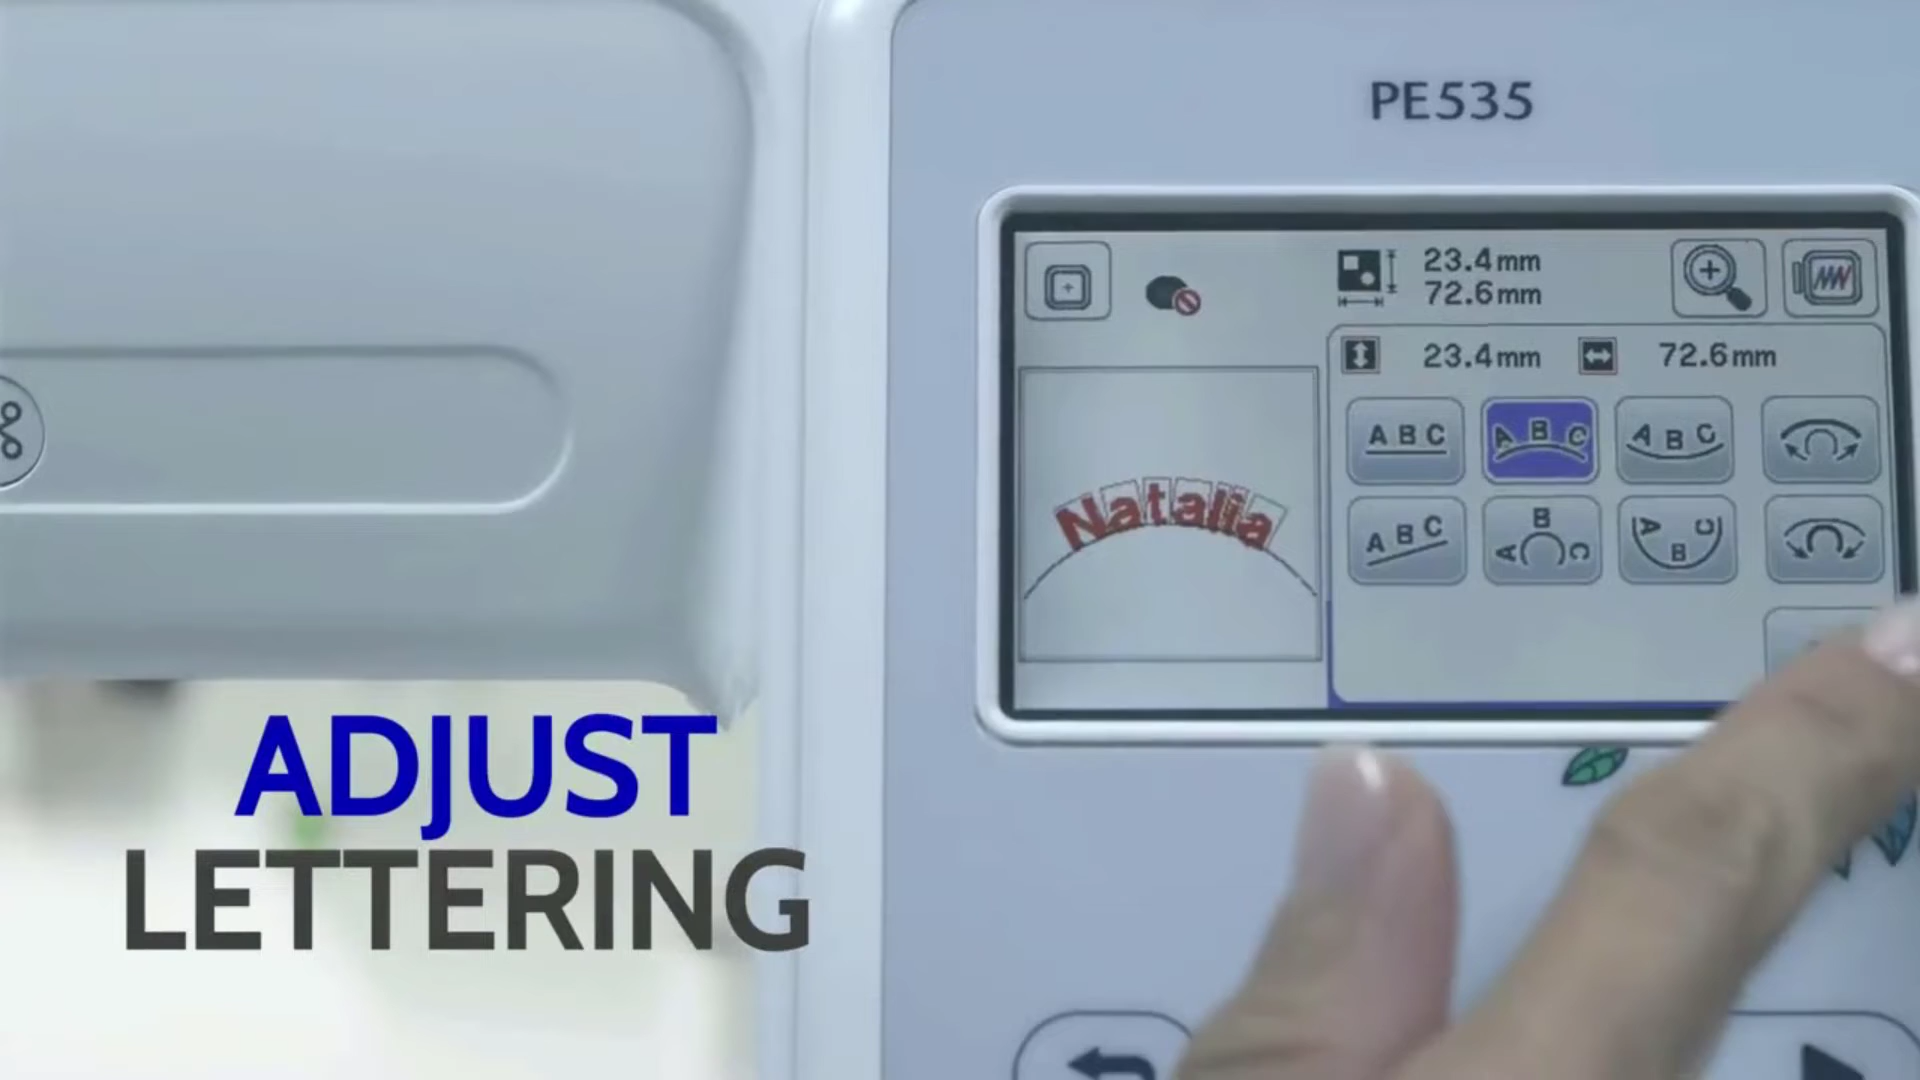 PE535
23.4mm
72.6mm
23.4mm 72.6mm
ABC ABC ABC
ABC ABC ABC
Natalia
ADJUST
LETTERING